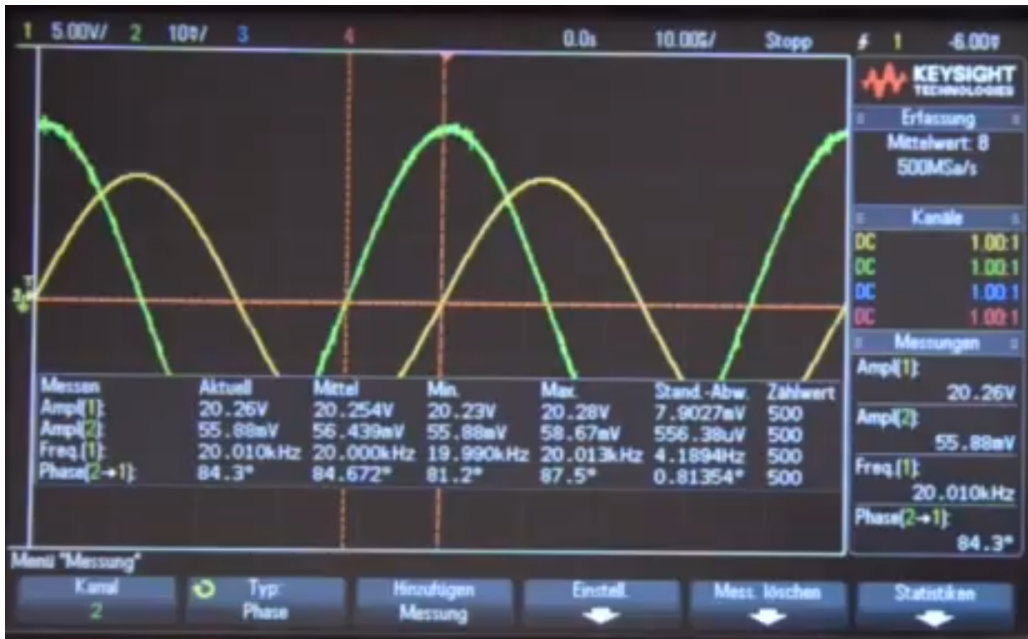 1 5.00V/ 2 10▿/ 3 4 0.0s 10.00s/ Stopp 1 -6.00▿
KEYSIGHT
TECHNOLOGIES
Erfassung
Mittelwert: 8
500MSa/s
Kanäle
DC 1.00:1
DC 1.00:1
DC 1.00:1
DC 1.00:1
Messungen
Ampl(1):
20.26V
Ampl(2):
55.88mV
Freq.(1):
20.010kHz
Phase(2→1):
84.3°
Messen Aktuell Mittel Min. Max. Stand.-Abw. Zählwert
Ampl(1): 20.26V 20.254V 20.23V 20.28V 7.9027mV 500
Ampl(2): 55.88mV 56.439mV 55.88mV 58.67mV 556.38uV 500
Freq.(1): 20.010kHz 20.000kHz 19.990kHz 20.013kHz 4.1894Hz 500
Phase(2→1): 84.3° 84.672° 81.2° 87.5° 0.81354° 500
Menü "Messung"
Kanal
2
Typ:
Phase
Hinzufügen
Messung
Einstell.
Mess. löschen
Statistiken